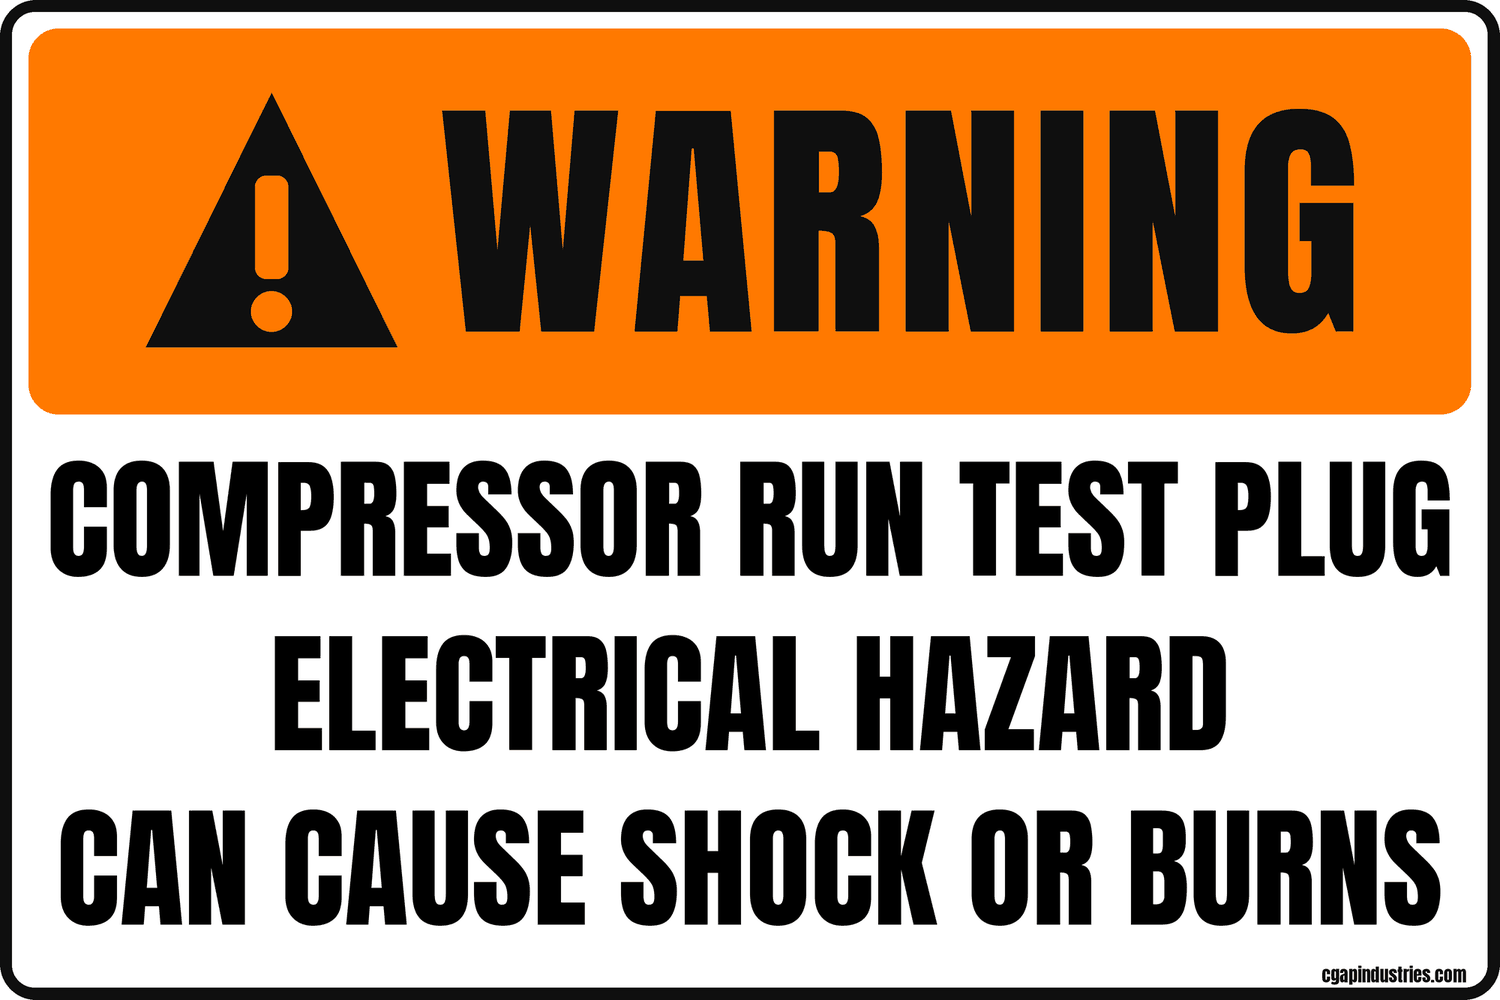 WARNING
COMPRESSOR RUN TEST PLUG
ELECTRICAL HAZARD
CAN CAUSE SHOCK OR BURNS
cgapindustries.com